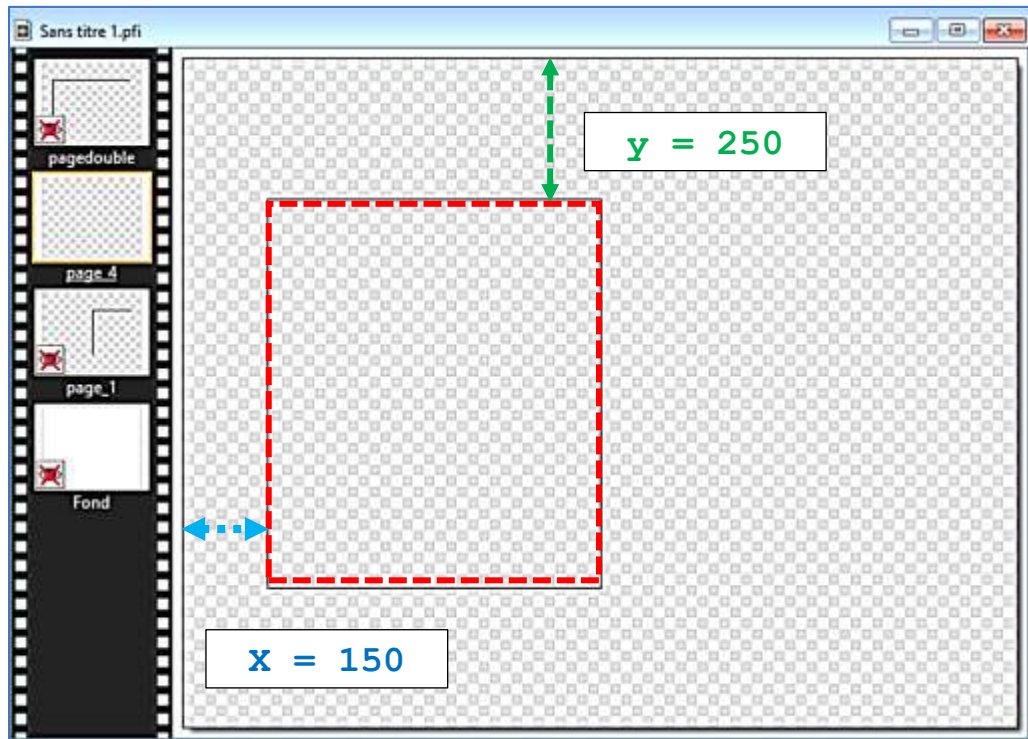 Sans titre 1.pfi
pagedouble
page_4
page_1
Fond
y = 250
X = 150